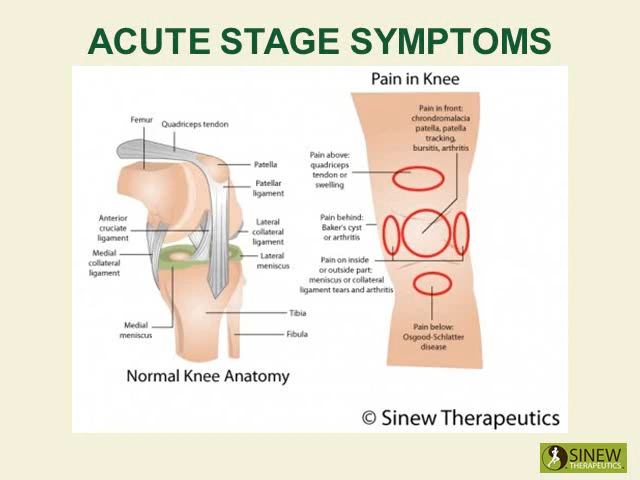 ACUTE STAGE SYMPTOMS
Pain in Knee
Femur
Quadriceps tendon
Patella
Patellar
ligament
Anterior
cruciate
ligament
Lateral
collateral
ligament
Medial
collateral
ligament
Lateral
meniscus
Tibia
Medial
meniscus
Fibula
Normal Knee Anatomy
Pain in front:
chrondromalacia
patella, patella
tracking,
bursitis, arthritis
Pain above:
quadriceps
tendon or
swelling
Pain behind:
Baker's cyst
or arthritis
Pain on inside
or outside part:
meniscus or collateral
ligament tears and arthritis
Pain below:
Osgood-Schlatter
disease
© Sinew Therapeutics
SINEW
THERAPEUTICS